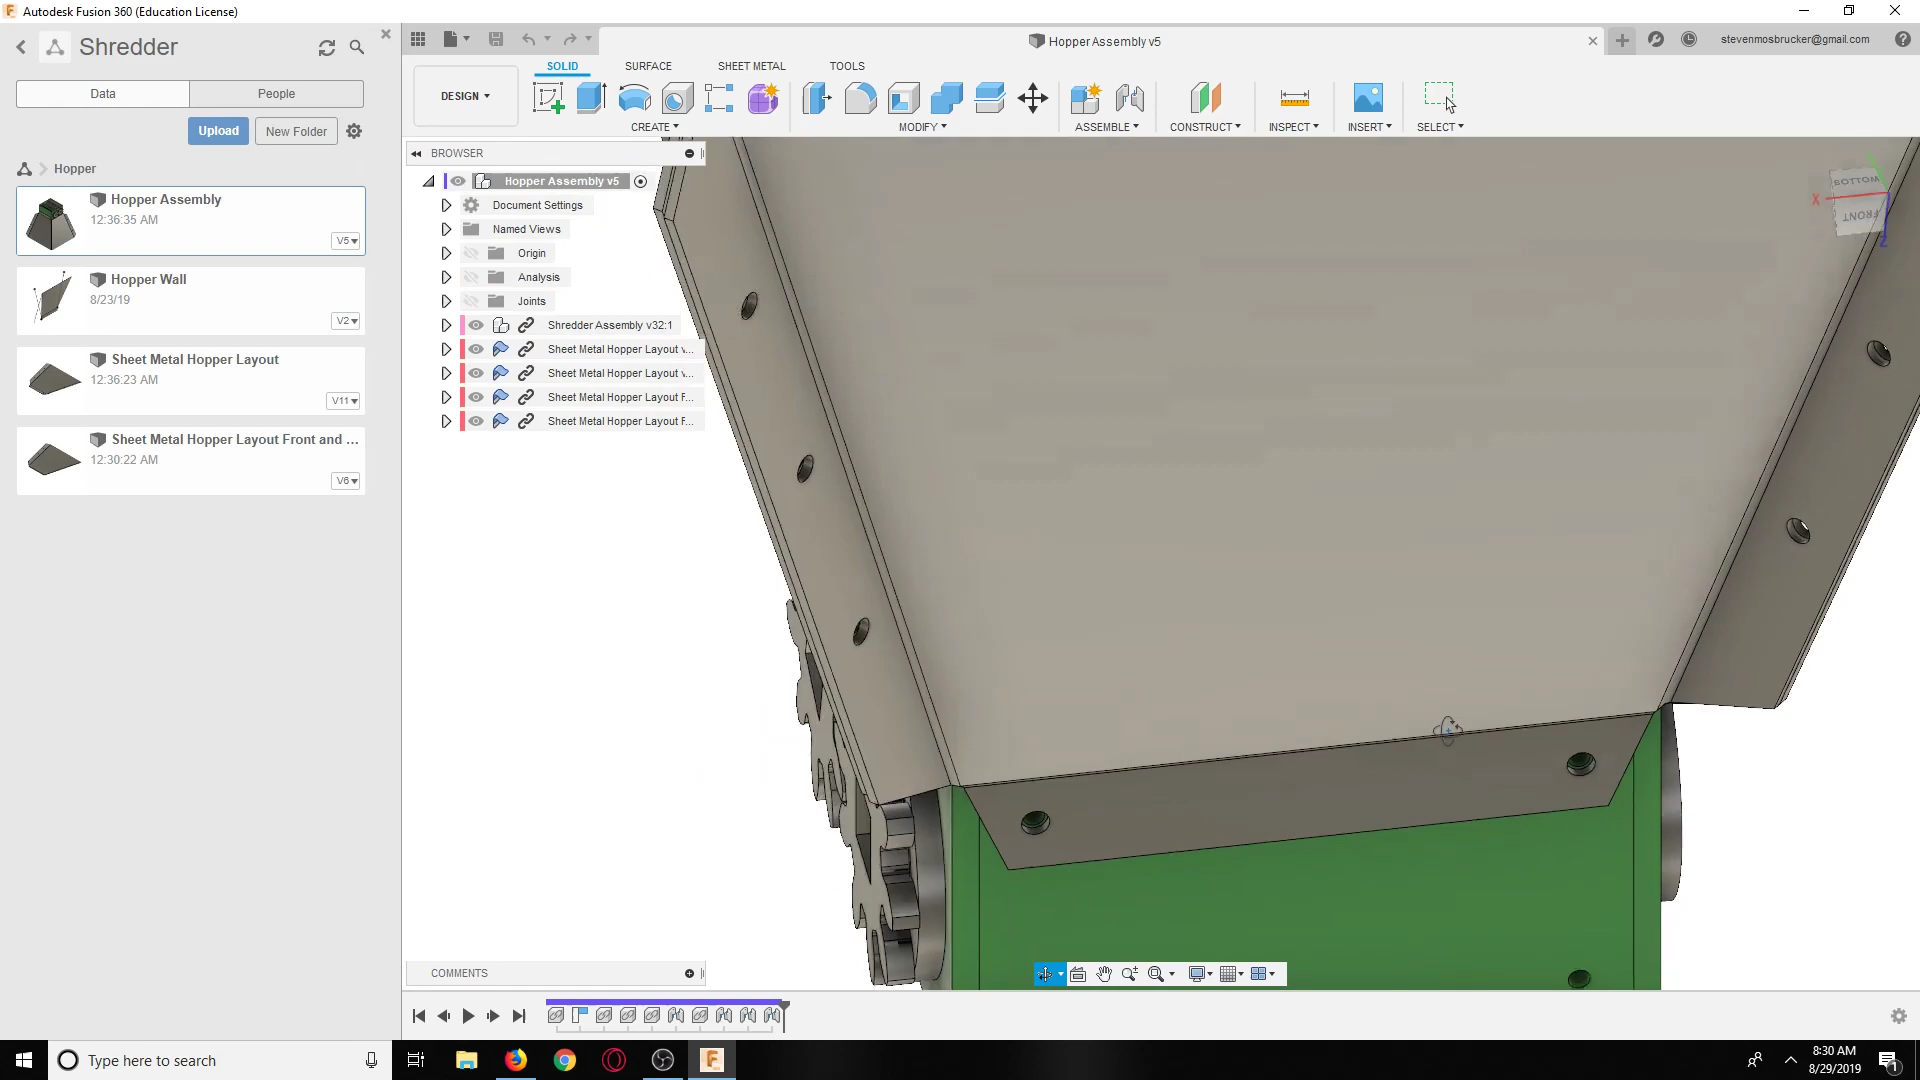 Autodesk Fusion 360 (Education License)
Shredder
Data
People
Upload
New Folder
Hopper
Hopper Assembly
12:36:35 AM
V5
Hopper Wall
8/23/19
V2
Sheet Metal Hopper Layout
12:36:23 AM
V11
Sheet Metal Hopper Layout Front and ...
12:30:22 AM
V6
Hopper Assembly v5
stevenmosbrucker@gmail.com
SOLID
SURFACE
SHEET METAL
TOOLS
DESIGN
CREATE
MODIFY
ASSEMBLE
CONSTRUCT
INSPECT
INSERT
SELECT
BROWSER
Hopper Assembly v5
Document Settings
Named Views
Origin
Analysis
Joints
Shredder Assembly v32:1
Sheet Metal Hopper Layout v...
Sheet Metal Hopper Layout v...
Sheet Metal Hopper Layout F...
Sheet Metal Hopper Layout F...
BOTTOM
X
FRONT
Z
COMMENTS
Type here to search
8:30 AM
8/29/2019
1